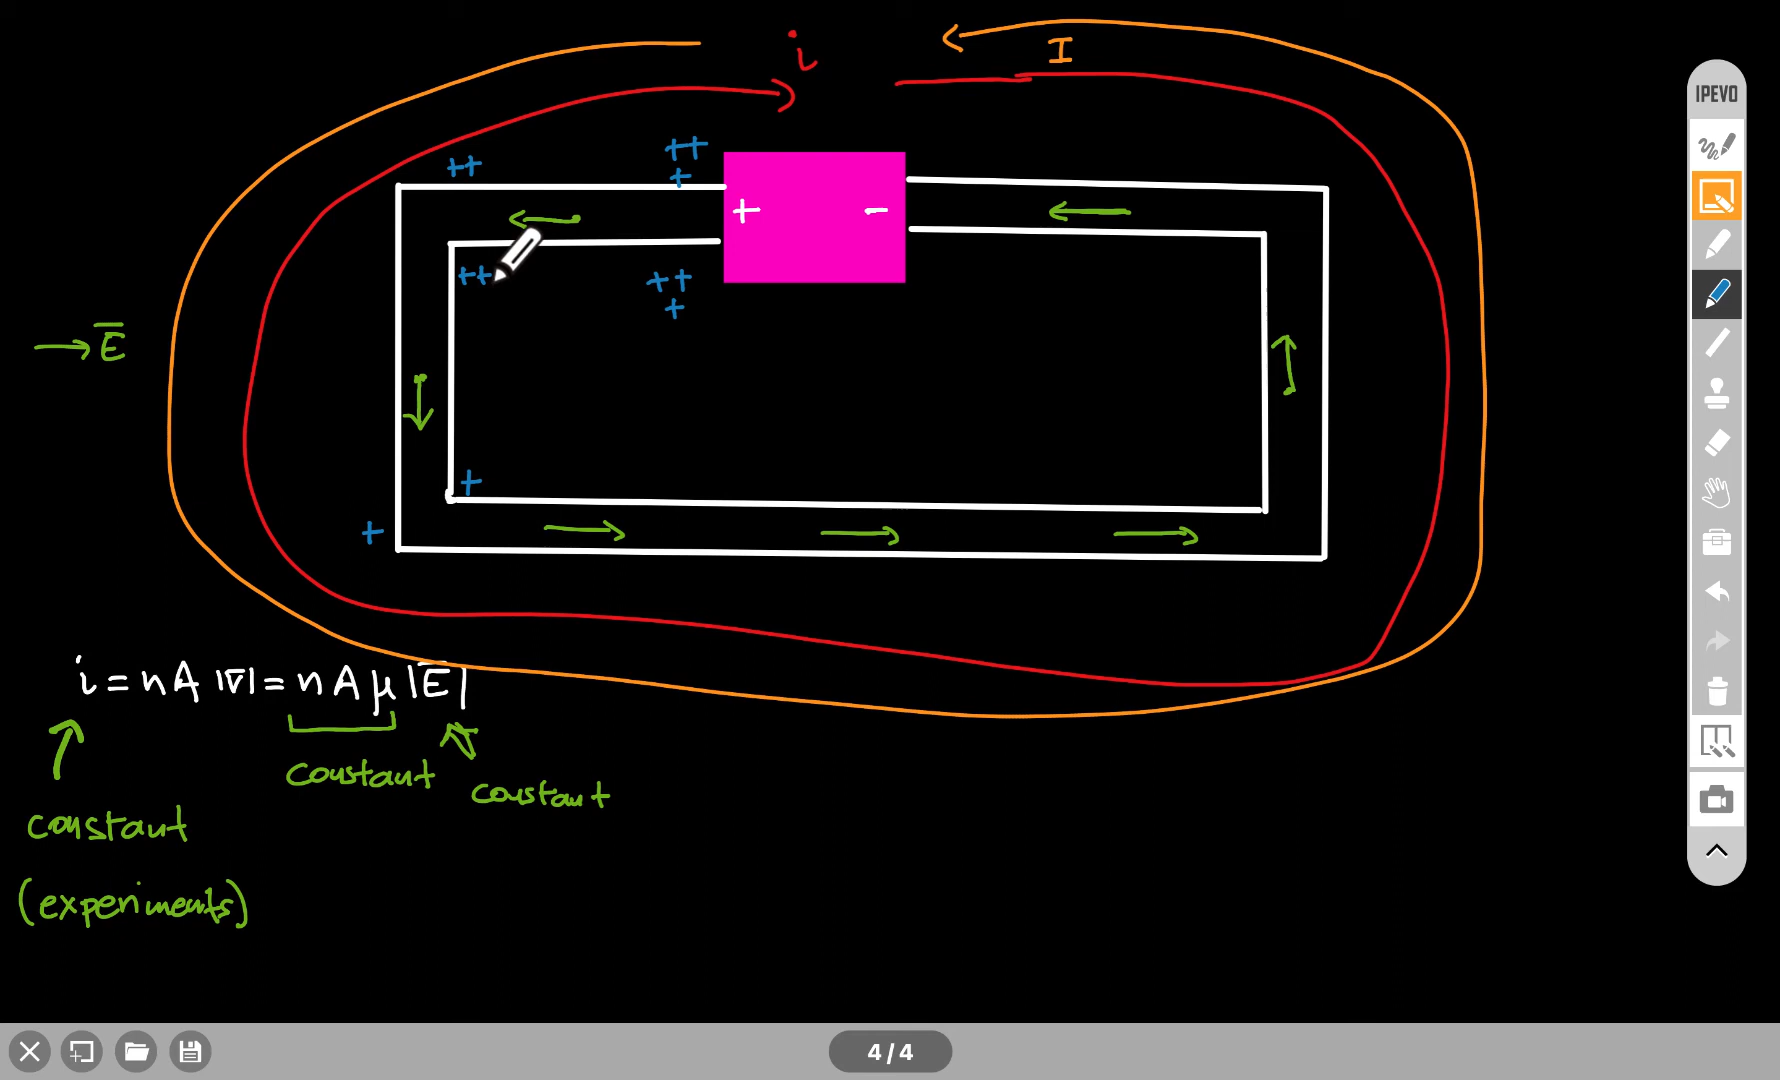 i
I
IPEVO
++
++
+
+ -
++
++
+
→ E̅
+
+
i = nA |v̅| = nAμ|E̅|
constant
constant
constant
(experiments)
4/4